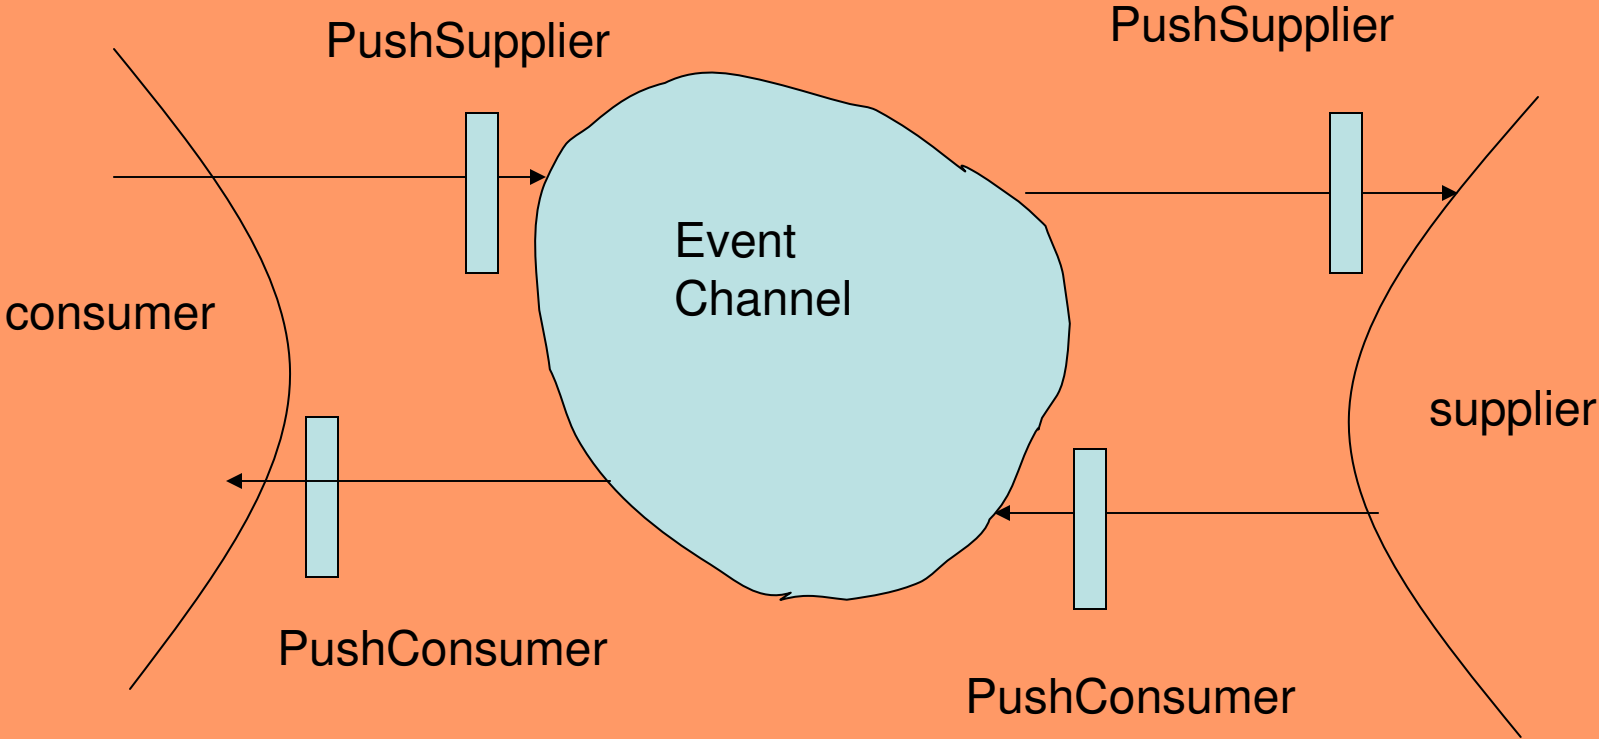 PushSupplier
PushSupplier
Event
Channel
consumer
supplier
PushConsumer
PushConsumer